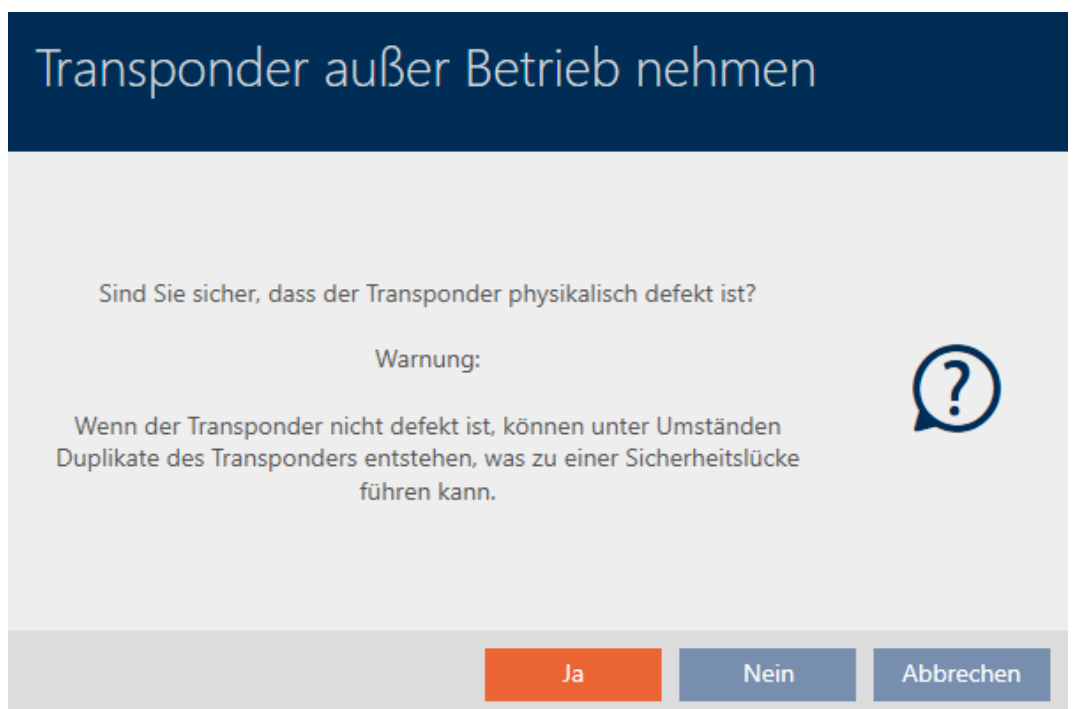 Transponder außer Betrieb nehmen
Sind Sie sicher, dass der Transponder physikalisch defekt ist?
Warnung:
Wenn der Transponder nicht defekt ist, können unter Umständen
Duplikate des Transponders entstehen, was zu einer Sicherheitslücke
führen kann.
?
Ja Nein Abbrechen